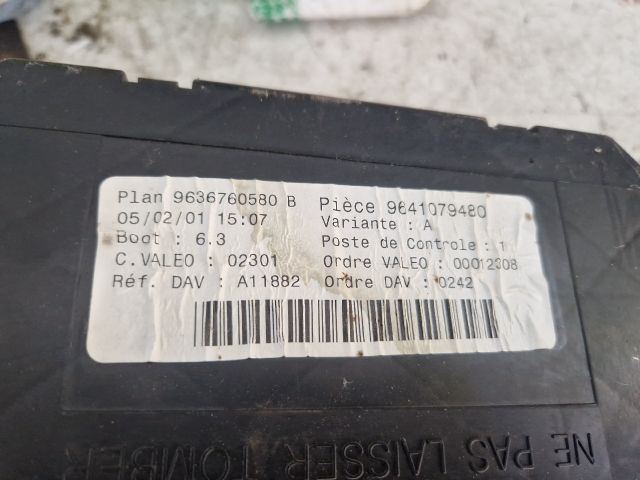 Plan 9636760580 B Pièce 9641079480
05/02/01 15:07 Variante : A
Boot : 6.3 Poste de Controle : 1
C.VALEO : 02301 Ordre VALEO : 00012308
Réf. DAV : A11882 Ordre DAV : 0242
NE PAS LAISSER TOMBER